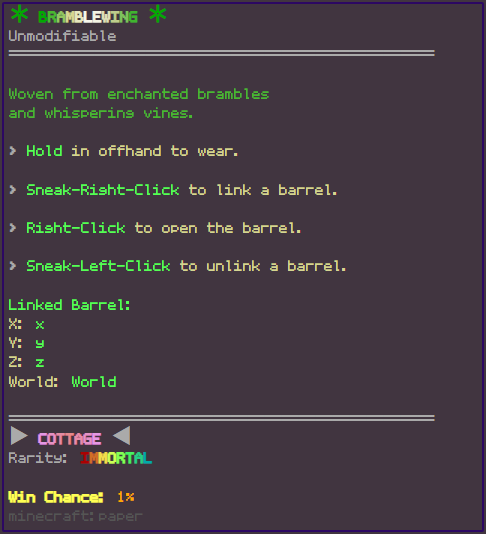 * BRAMBLEWING *
Unmodifiable
Woven from enchanted brambles
and whispering vines.
> Hold in offhand to wear.
> Sneak-Right-Click to link a barrel.
> Right-Click to open the barrel.
> Sneak-Left-Click to unlink a barrel.
Linked Barrel:
X: x
Y: y
Z: z
World: World
▶ COTTAGE ◀
Rarity: IMMORTAL
Win Chance: 1%
minecraft:paper